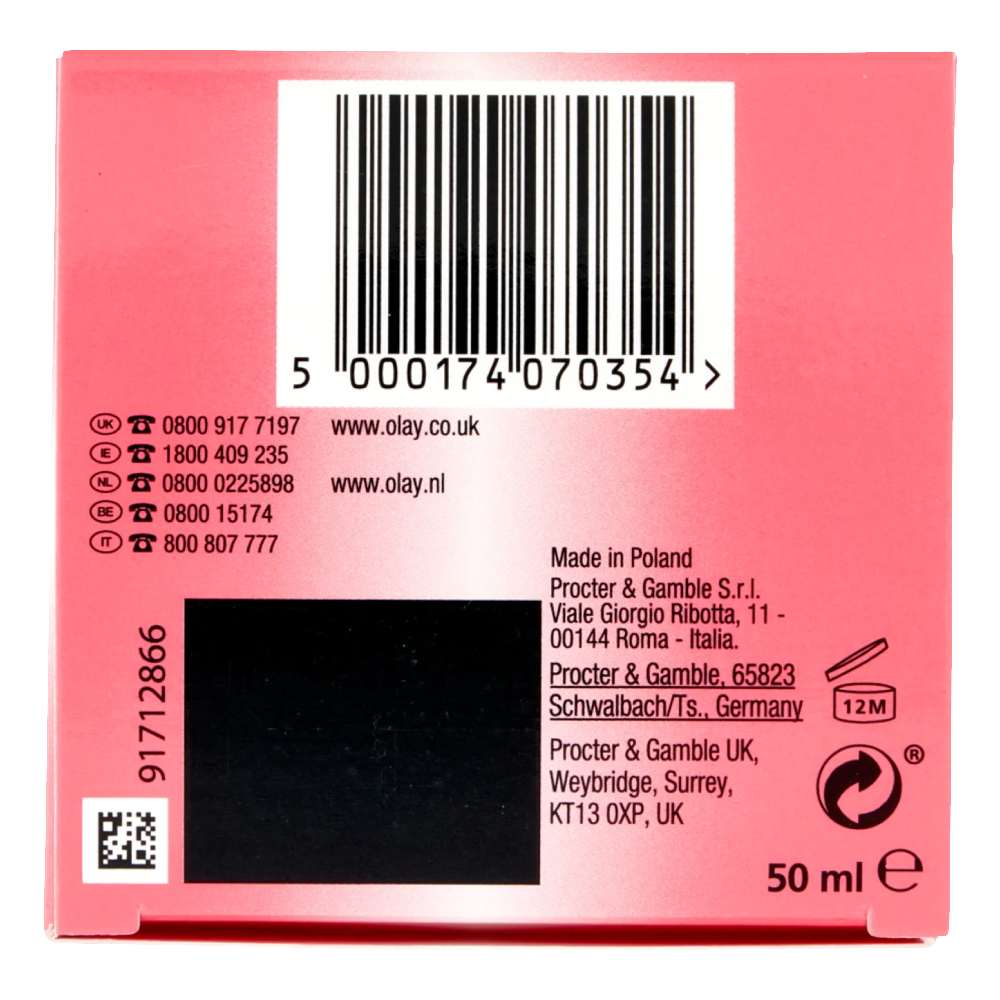 5 000174 070354 >
UK 0800 917 7197 www.olay.co.uk
IE 1800 409 235
NL 0800 0225898 www.olay.nl
BE 0800 15174
IT 800 807 777
Made in Poland
Procter & Gamble S.r.l.
Viale Giorgio Ribotta, 11 -
00144 Roma - Italia.
Procter & Gamble, 65823
Schwalbach/Ts., Germany
12M
Procter & Gamble UK,
Weybridge, Surrey,
KT13 0XP, UK
®
50 ml ℮
91712866